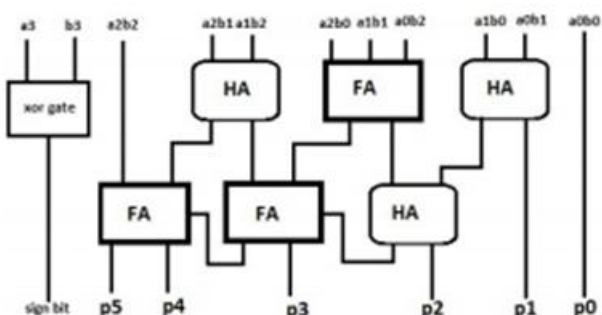 a3 b3 a2b2 a2b1 a1b2 a2b0 a1b1 a0b2 a1b0 a0b1 a0b0
HA FA HA
xor gate
FA FA HA
sign bit p5 p4 p3 p2 p1 p0